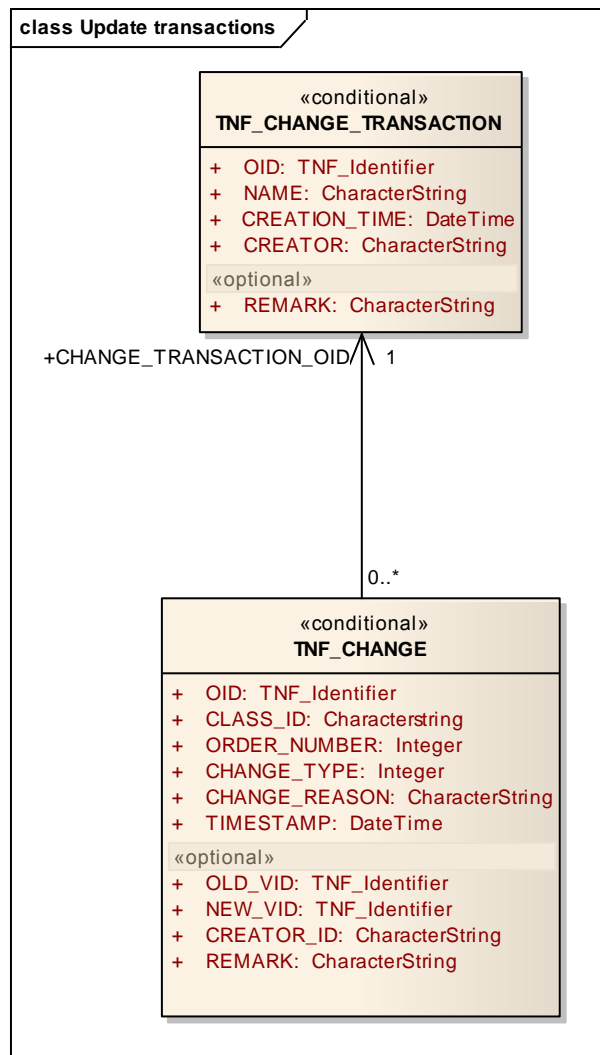 class Update transactions
«conditional»
TNF_CHANGE_TRANSACTION
+ OID: TNF_Identifier
+ NAME: CharacterString
+ CREATION_TIME: DateTime
+ CREATOR: CharacterString
«optional»
+ REMARK: CharacterString
+CHANGE_TRANSACTION_OID 1
0..*
«conditional»
TNF_CHANGE
+ OID: TNF_Identifier
+ CLASS_ID: Characterstring
+ ORDER_NUMBER: Integer
+ CHANGE_TYPE: Integer
+ CHANGE_REASON: CharacterString
+ TIMESTAMP: DateTime
«optional»
+ OLD_VID: TNF_Identifier
+ NEW_VID: TNF_Identifier
+ CREATOR_ID: CharacterString
+ REMARK: CharacterString